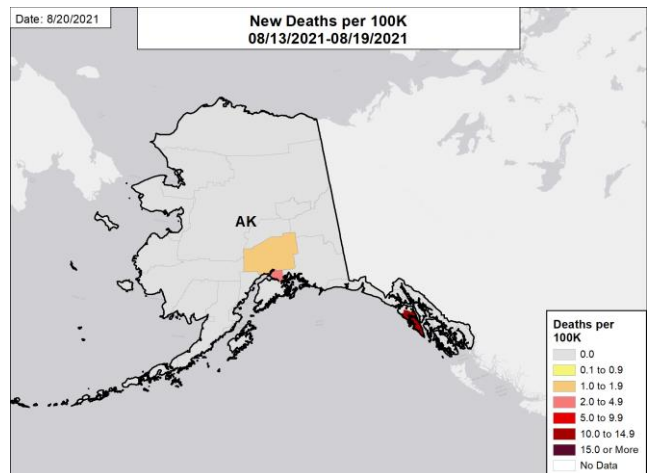 Date: 8/20/2021
New Deaths per 100K
08/13/2021-08/19/2021
AK
Deaths per
100K
0.0
0.1 to 0.9
1.0 to 1.9
2.0 to 4.9
5.0 to 9.9
10.0 to 14.9
15.0 or More
No Data